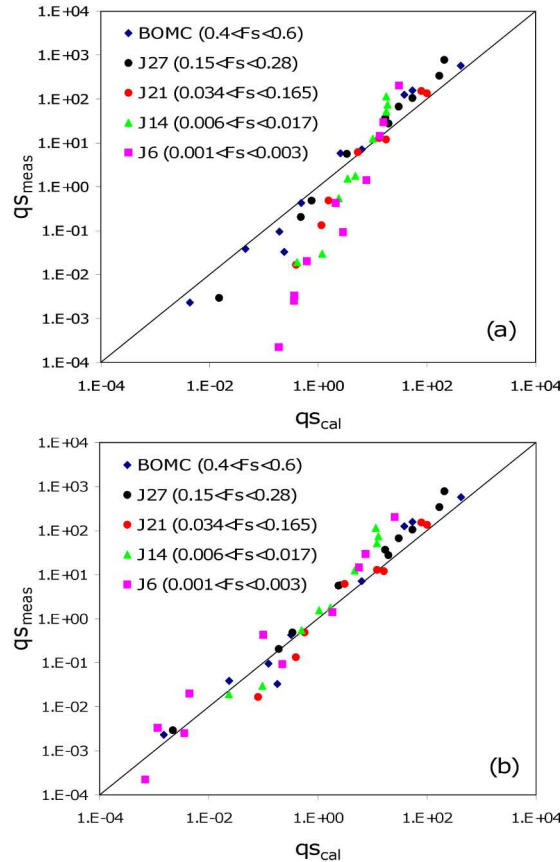 1.E+04
1.E+03
1.E+02
1.E+01
1.E+00
1.E-01
1.E-02
1.E-03
1.E-04
qs_meas
BOMC (0.4<Fs<0.6)
J27 (0.15<Fs<0.28)
J21 (0.034<Fs<0.165)
J14 (0.006<Fs<0.017)
J6 (0.001<Fs<0.003)
(a)
1.E-04 1.E-02 1.E+00 1.E+02 1.E+04
qs_cal
1.E+04
1.E+03
1.E+02
1.E+01
1.E+00
1.E-01
1.E-02
1.E-03
1.E-04
qs_meas
BOMC (0.4<Fs<0.6)
J27 (0.15<Fs<0.28)
J21 (0.034<Fs<0.165)
J14 (0.006<Fs<0.017)
J6 (0.001<Fs<0.003)
(b)
1.E-04 1.E-02 1.E+00 1.E+02 1.E+04
qs_cal